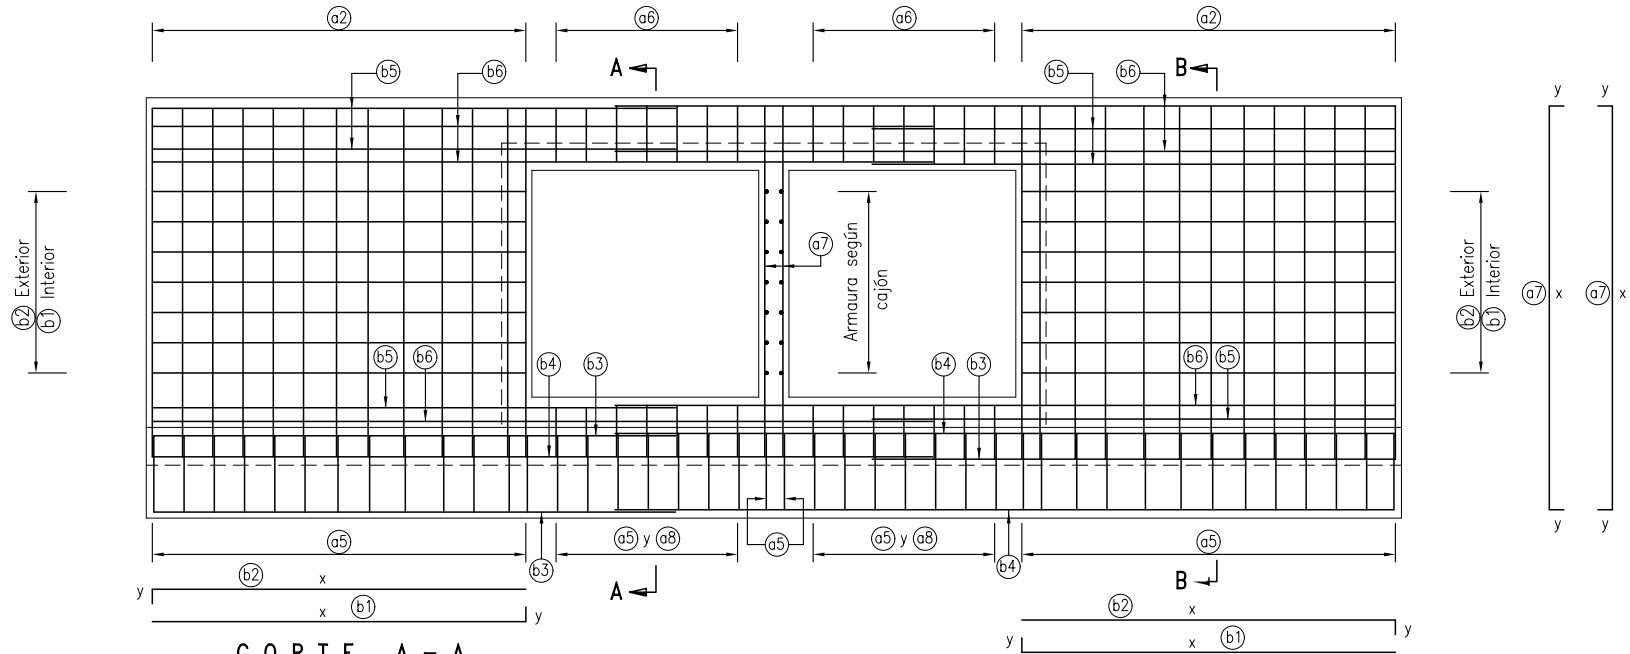 a2 a6 a6 a2
b5 b6 A b5 b6 B
y y
b2 Exterior
b1 Interior
a7
Armaura según
cajón
b2 Exterior
b1 Interior
a7 x a7 x
b5 b6 b4 b3 b4 b3 b6 b5
y y
a5 a5 y a8 a5 a5 y a8 a5
b3 b4
b2 x A B
y
x b1 y
b2 x
y
y x b1
CORTE A-A